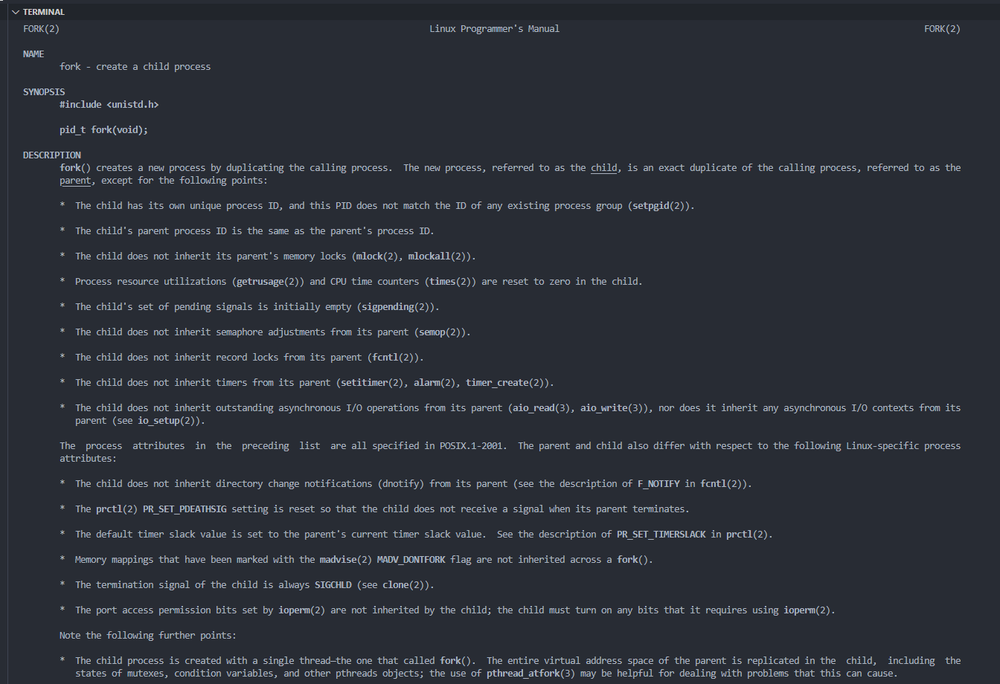 TERMINAL
FORK(2) Linux Programmer's Manual FORK(2)
NAME
fork - create a child process
SYNOPSIS
#include <unistd.h>
pid_t fork(void);
DESCRIPTION
fork() creates a new process by duplicating the calling process. The new process, referred to as the child, is an exact duplicate of the calling process, referred to as the
parent, except for the following points:
* The child has its own unique process ID, and this PID does not match the ID of any existing process group (setpgid(2)).
* The child's parent process ID is the same as the parent's process ID.
* The child does not inherit its parent's memory locks (mlock(2), mlockall(2)).
* Process resource utilizations (getrusage(2)) and CPU time counters (times(2)) are reset to zero in the child.
* The child's set of pending signals is initially empty (sigpending(2)).
* The child does not inherit semaphore adjustments from its parent (semop(2)).
* The child does not inherit record locks from its parent (fcntl(2)).
* The child does not inherit timers from its parent (setitimer(2), alarm(2), timer_create(2)).
* The child does not inherit outstanding asynchronous I/O operations from its parent (aio_read(3), aio_write(3)), nor does it inherit any asynchronous I/O contexts from its
parent (see io_setup(2)).
The process attributes in the preceding list are all specified in POSIX.1-2001. The parent and child also differ with respect to the following Linux-specific process
attributes:
* The child does not inherit directory change notifications (dnotify) from its parent (see the description of F_NOTIFY in fcntl(2)).
* The prctl(2) PR_SET_PDEATHSIG setting is reset so that the child does not receive a signal when its parent terminates.
* The default timer slack value is set to the parent's current timer slack value. See the description of PR_SET_TIMERSLACK in prctl(2).
* Memory mappings that have been marked with the madvise(2) MADV_DONTFORK flag are not inherited across a fork().
* The termination signal of the child is always SIGCHLD (see clone(2)).
* The port access permission bits set by ioperm(2) are not inherited by the child; the child must turn on any bits that it requires using ioperm(2).
Note the following further points:
* The child process is created with a single thread—the one that called fork(). The entire virtual address space of the parent is replicated in the child, including the
states of mutexes, condition variables, and other pthreads objects; the use of pthread_atfork(3) may be helpful for dealing with problems that this can cause.